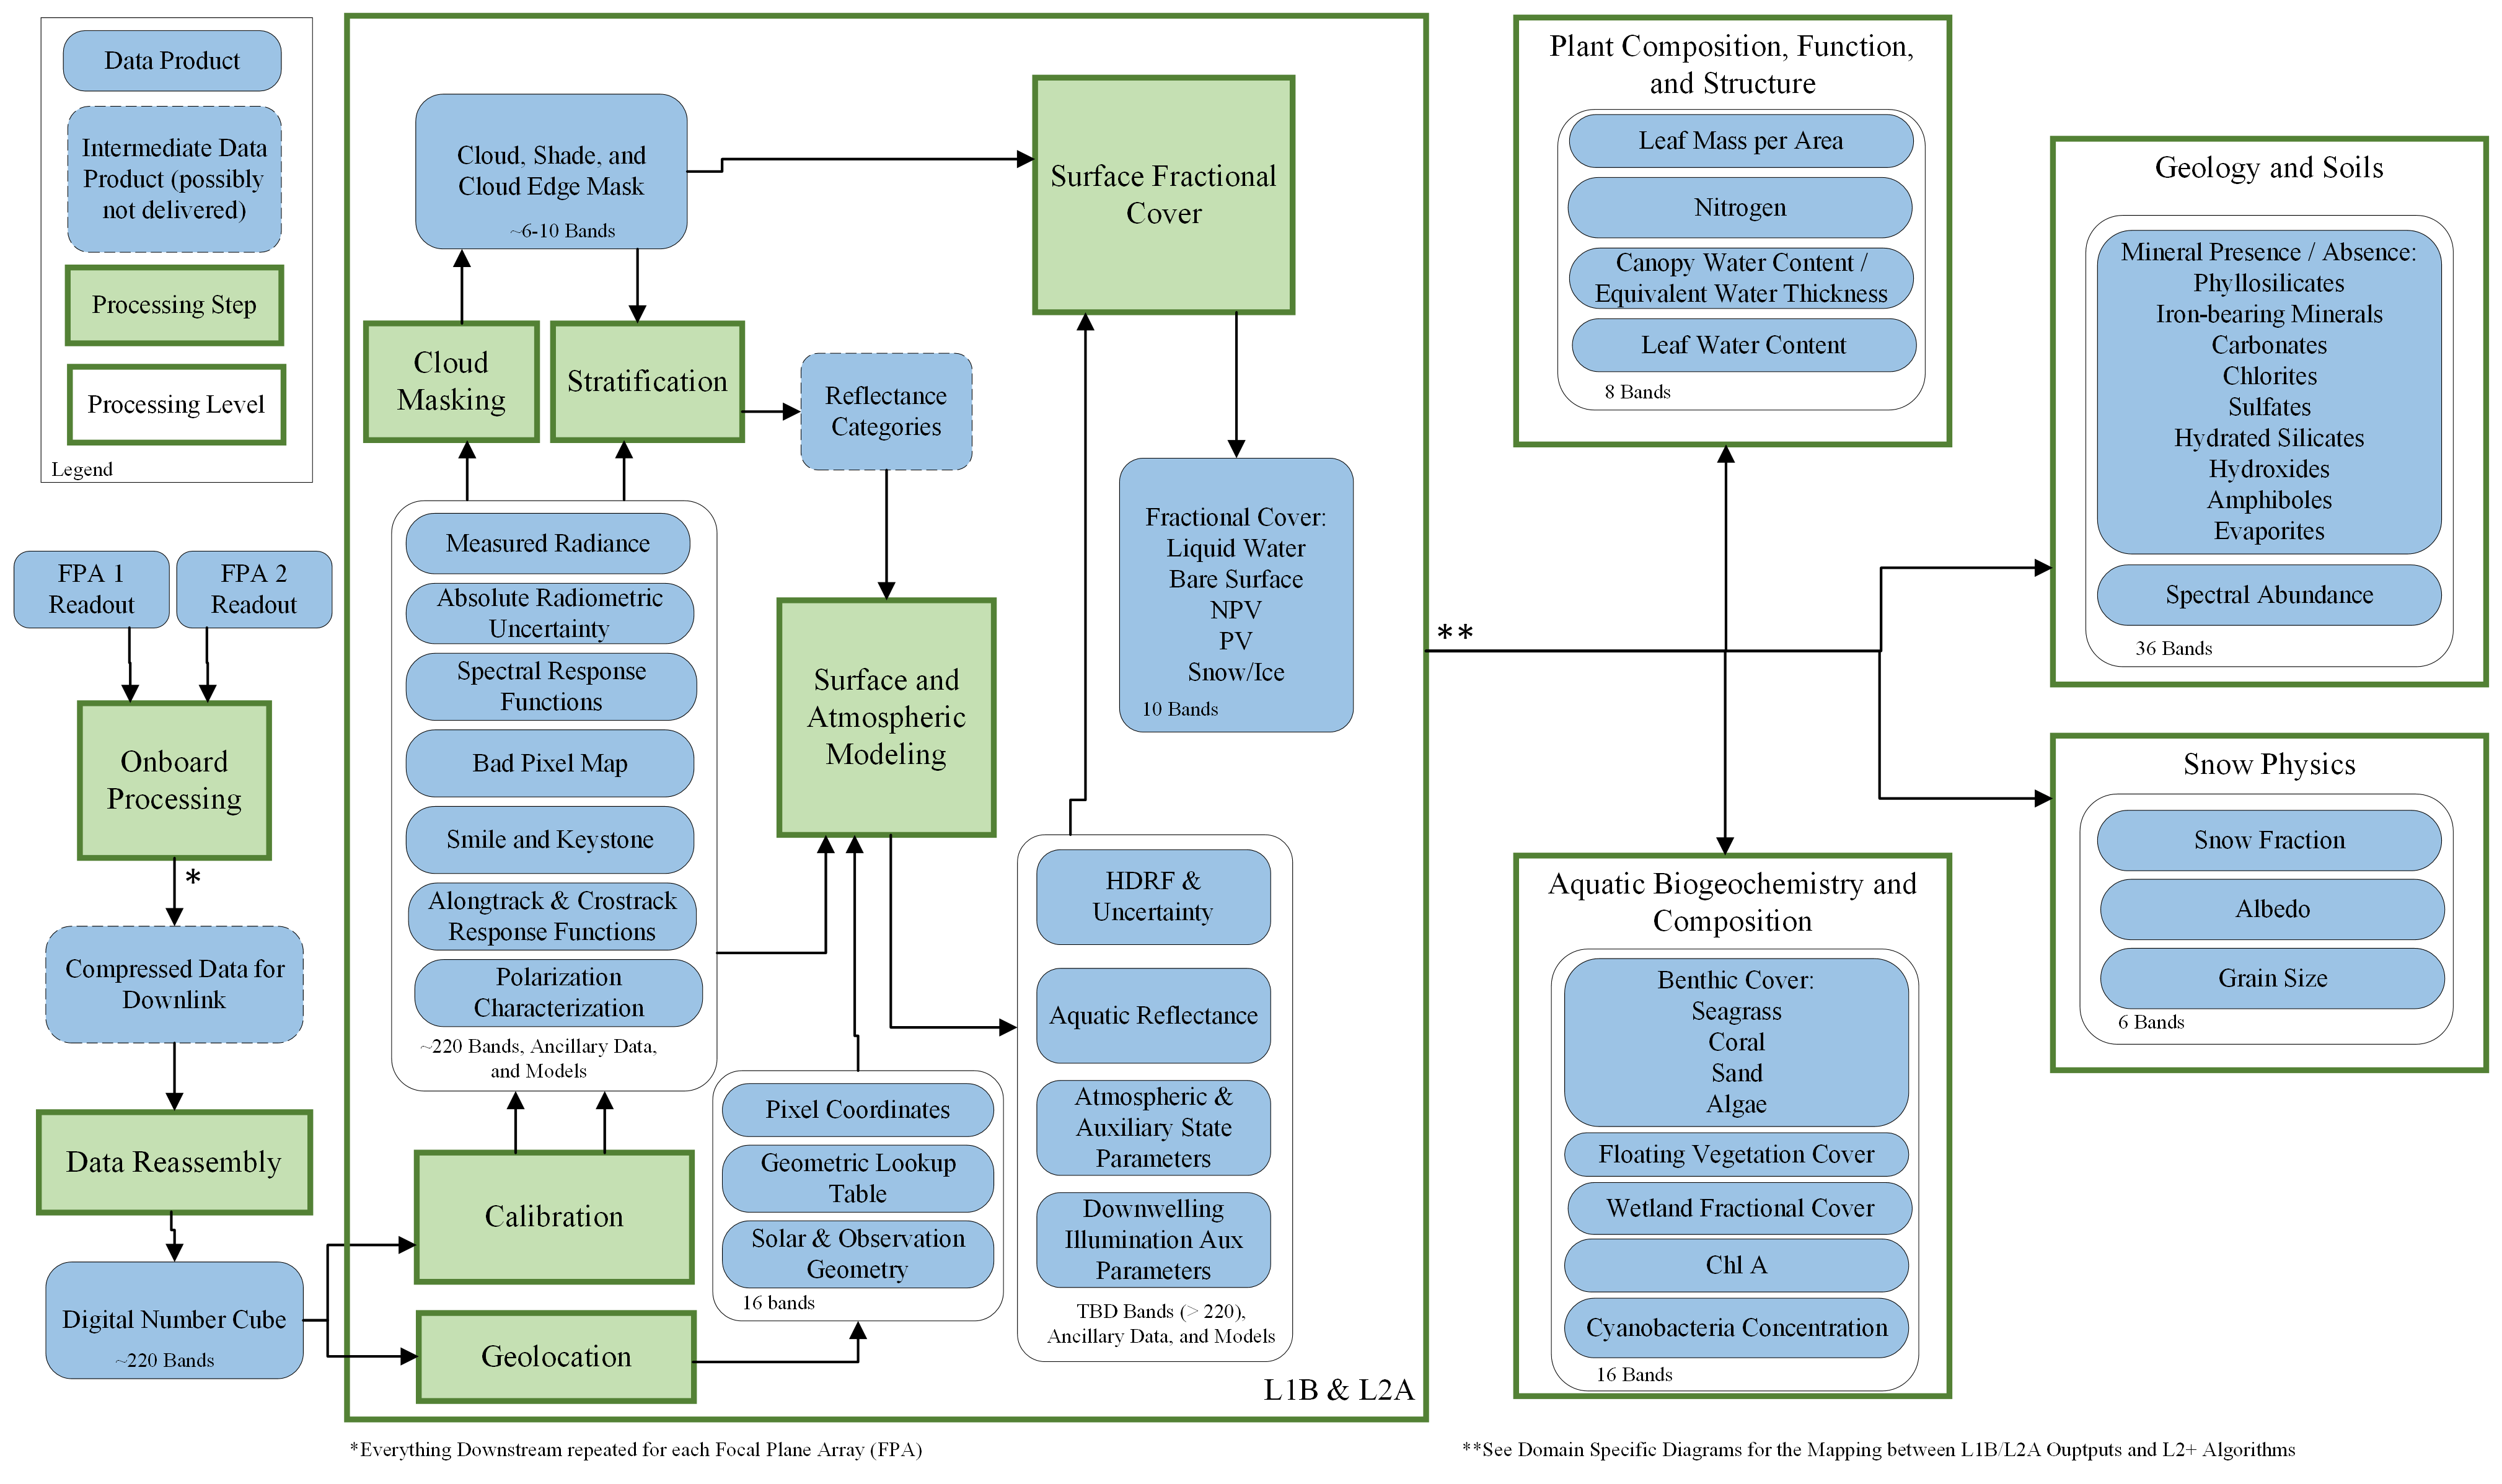 Data Product
Intermediate Data
Product (possibly
not delivered)
Processing Step
Processing Level
Legend
FPA 1
Readout
FPA 2
Readout
Onboard
Processing
*
Compressed Data for
Downlink
Data Reassembly
Digital Number Cube
~220 Bands
Cloud, Shade, and
Cloud Edge Mask
~6-10 Bands
Cloud
Masking
Stratification
Reflectance
Categories
Measured Radiance
Absolute Radiometric
Uncertainty
Spectral Response
Functions
Bad Pixel Map
Smile and Keystone
Alongtrack & Crostrack
Response Functions
Polarization
Characterization
~220 Bands, Ancillary Data,
and Models
Calibration
Geolocation
Pixel Coordinates
Geometric Lookup
Table
Solar & Observation
Geometry
16 bands
Surface and
Atmospheric
Modeling
Surface Fractional
Cover
Fractional Cover:
Liquid Water
Bare Surface
NPV
PV
Snow/Ice
10 Bands
HDRF &
Uncertainty
Aquatic Reflectance
Atmospheric &
Auxiliary State
Parameters
Downwelling
Illumination Aux
Parameters
TBD Bands (> 220),
Ancillary Data, and Models
L1B & L2A
**
Plant Composition, Function,
and Structure
Leaf Mass per Area
Nitrogen
Canopy Water Content /
Equivalent Water Thickness
Leaf Water Content
8 Bands
Aquatic Biogeochemistry and
Composition
Benthic Cover:
Seagrass
Coral
Sand
Algae
Floating Vegetation Cover
Wetland Fractional Cover
Chl A
Cyanobacteria Concentration
16 Bands
Geology and Soils
Mineral Presence / Absence:
Phyllosilicates
Iron-bearing Minerals
Carbonates
Chlorites
Sulfates
Hydrated Silicates
Hydroxides
Amphiboles
Evaporites
Spectral Abundance
36 Bands
Snow Physics
Snow Fraction
Albedo
Grain Size
6 Bands
*Everything Downstream repeated for each Focal Plane Array (FPA)
**See Domain Specific Diagrams for the Mapping between L1B/L2A Ouptputs and L2+ Algorithms